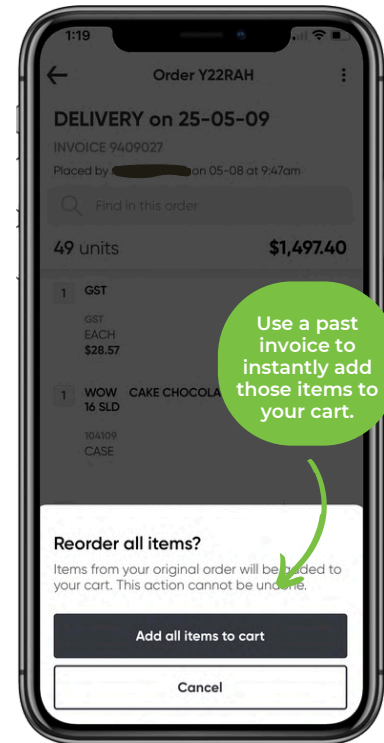 1:19
Order Y22RAH
DELIVERY on 25-05-09
INVOICE 9409027
Placed by on 05-08 at 9:47am
Find in this order
49 units $1,497.40
1 GST
GST
EACH
$28.57
1 WOW CAKE CHOCOLA
16 SLD
104109
CASE
Use a past
invoice to
instantly add
those items to
your cart.
Reorder all items?
Items from your original order will be added to
your cart. This action cannot be undone.
Add all items to cart
Cancel